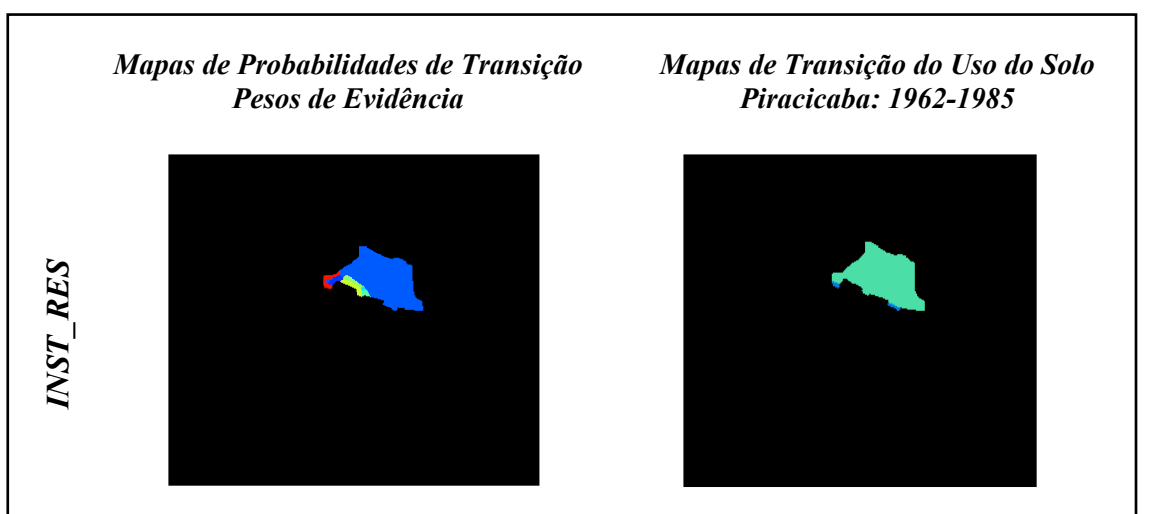 Mapas de Probabilidades de Transição
Pesos de Evidência
Mapas de Transição do Uso do Solo
Piracicaba: 1962-1985
INST_RES